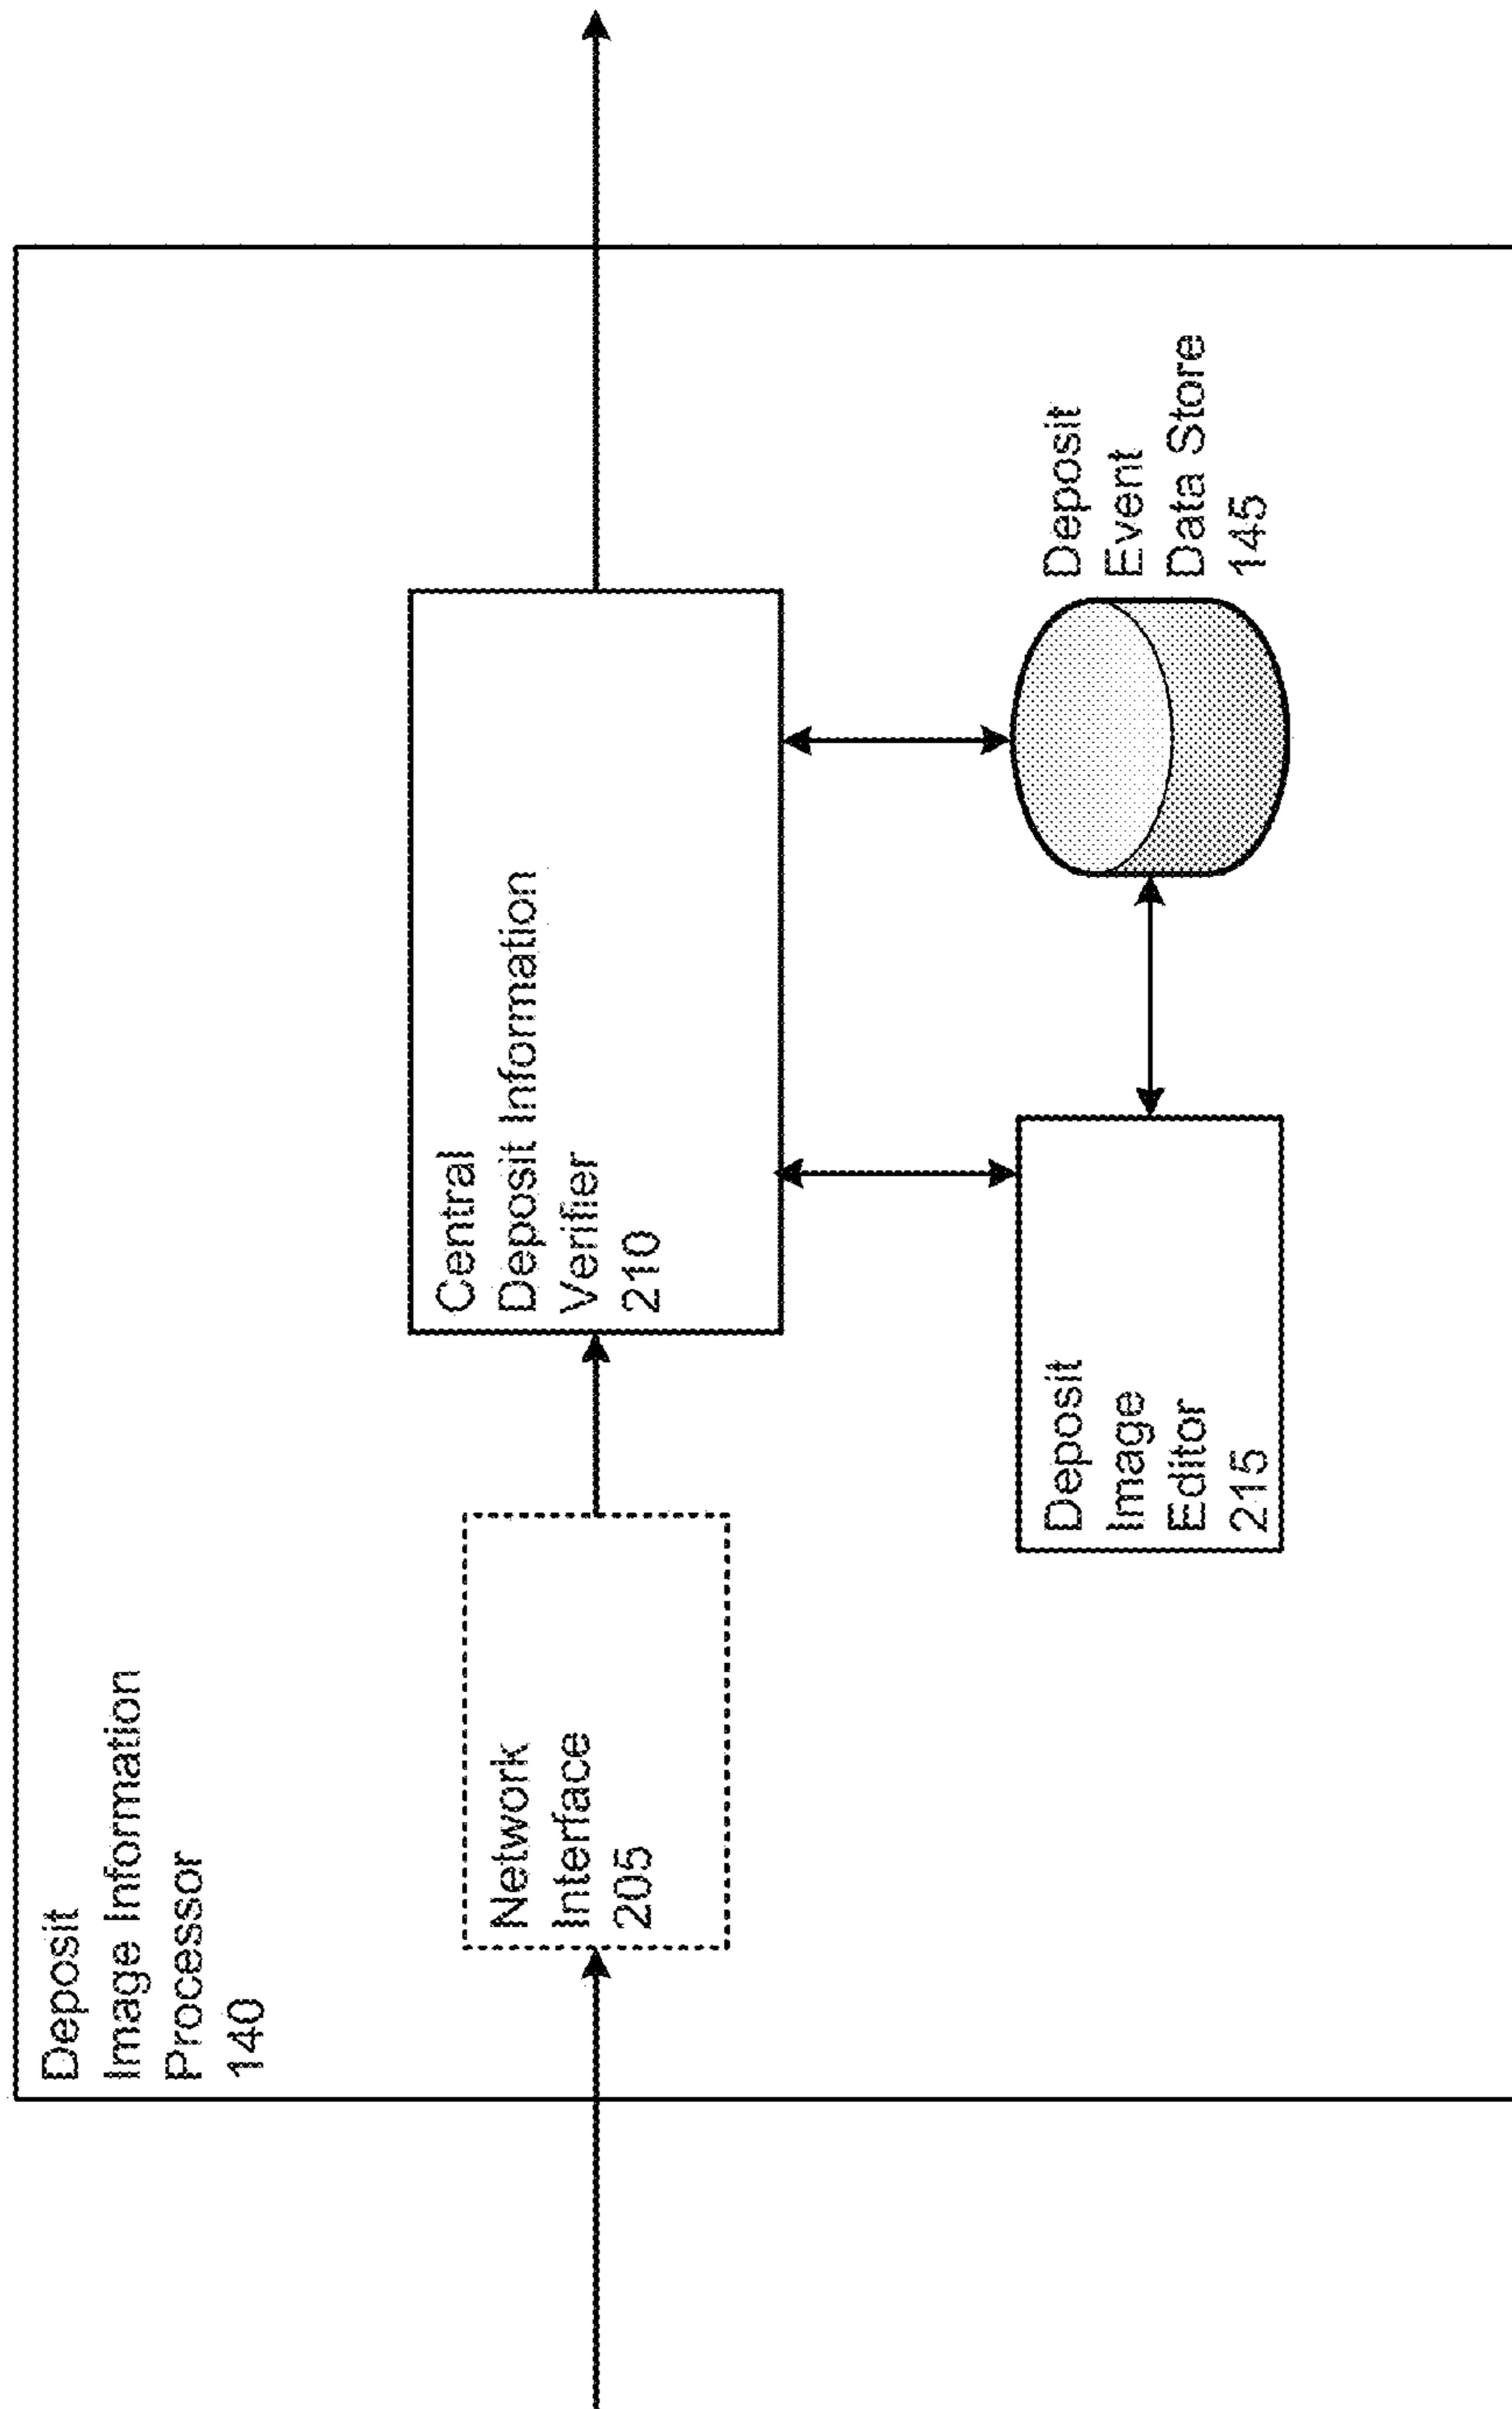 Deposit
Image Information
Processor
140
Network
Interface
205
Central
Deposit Information
Verifier
210
Deposit
Image
Editor
215
Deposit
Event
Data Store
145